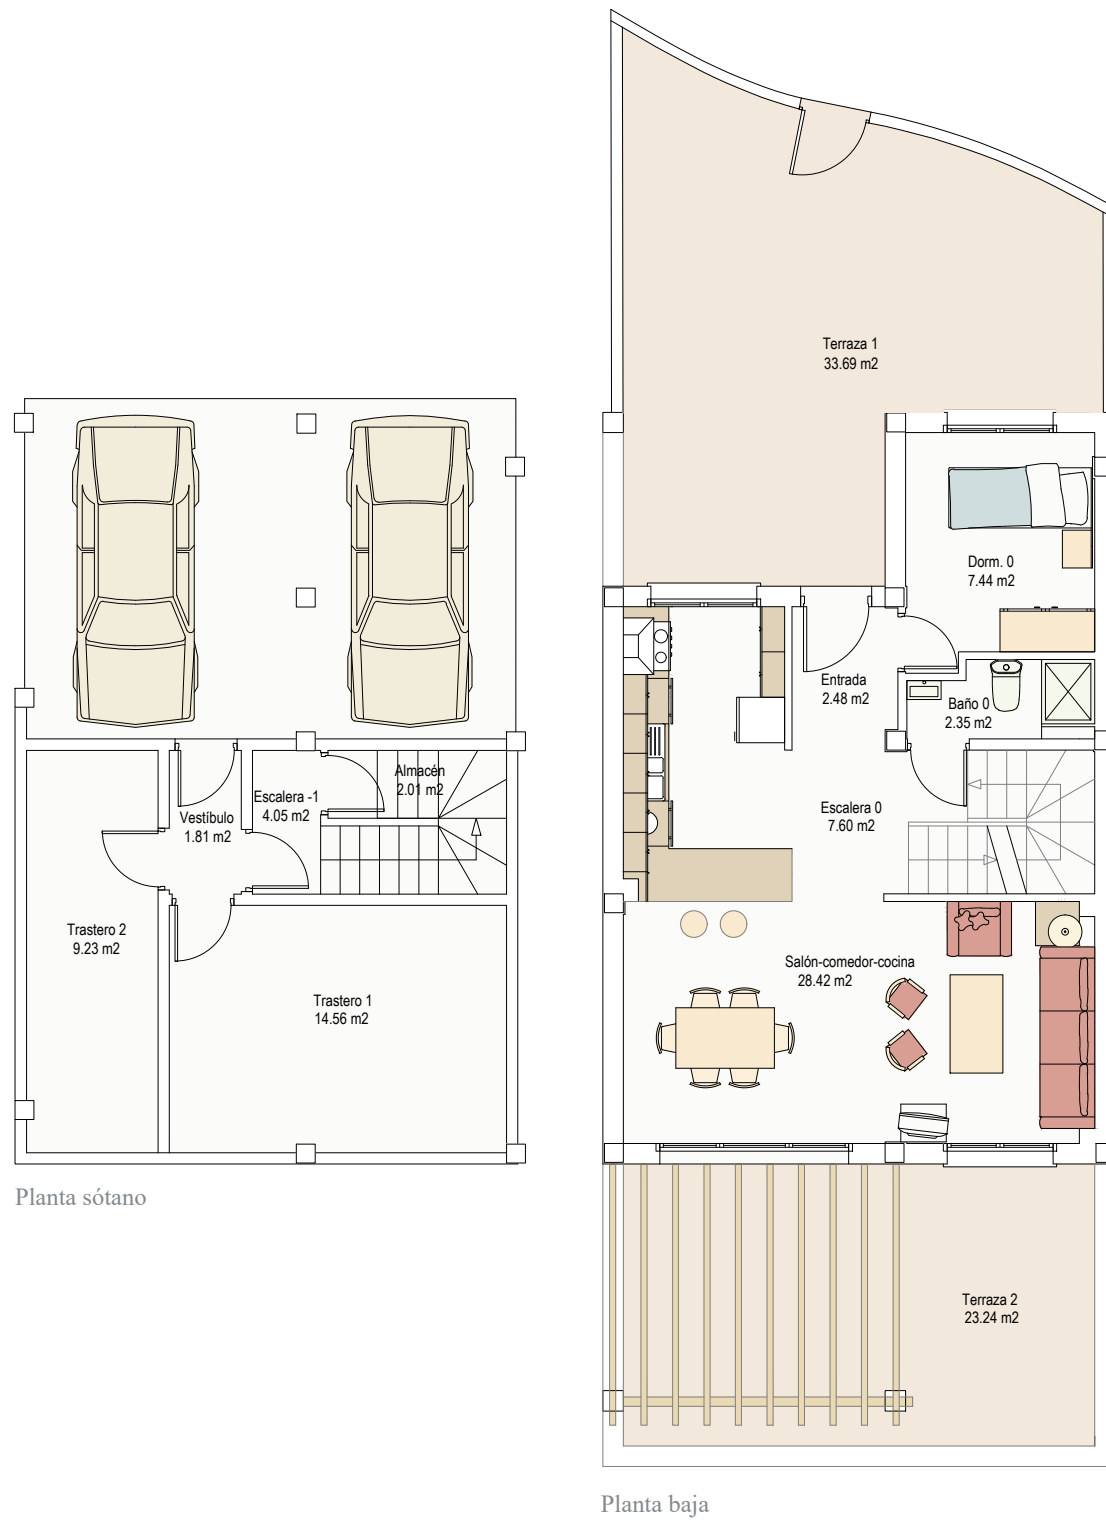 Terraza 1
33.69 m2
Dorm. 0
7.44 m2
Entrada
2.48 m2
Baño 0
2.35 m2
Escalera 0
7.60 m2
Salón-comedor-cocina
28.42 m2
Terraza 2
23.24 m2
Planta baja
Almacén
2.01 m2
Escalera -1
4.05 m2
Vestíbulo
1.81 m2
Trastero 2
9.23 m2
Trastero 1
14.56 m2
Planta sótano